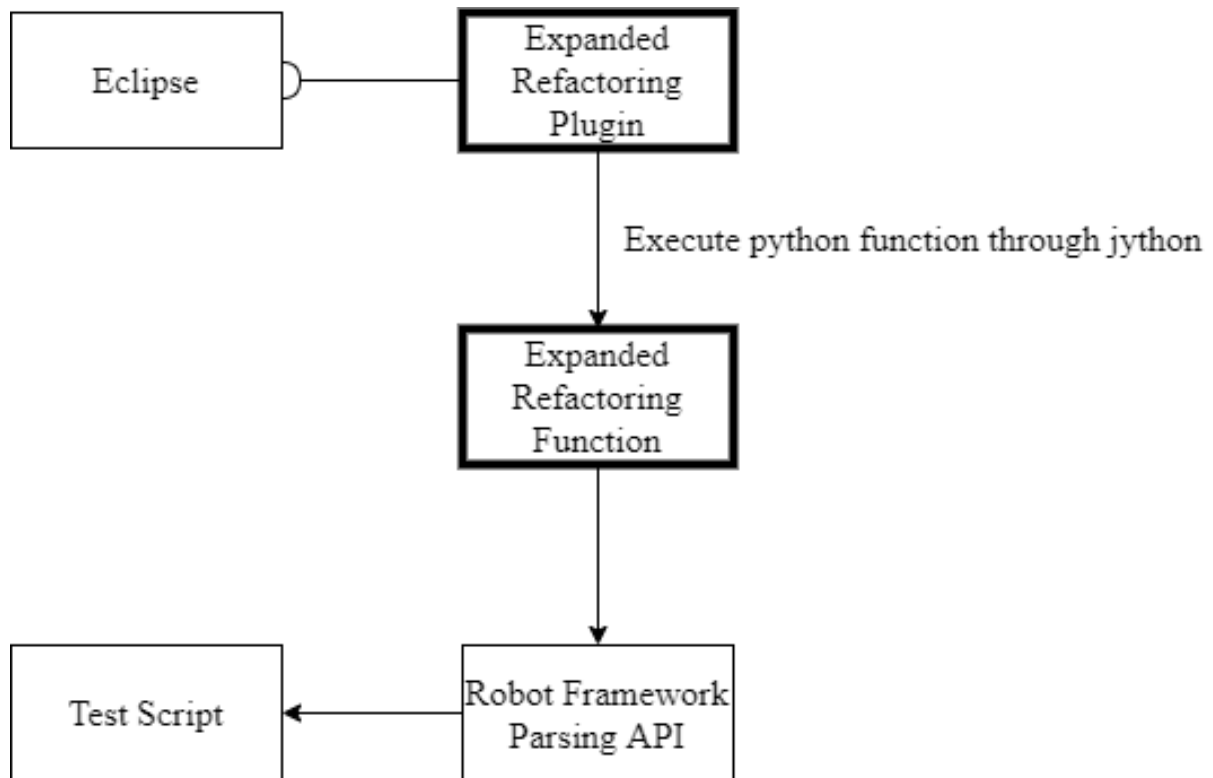 Eclipse
Expanded
Refactoring
Plugin
Execute python function through jython
Expanded
Refactoring
Function
Test Script
Robot Framework
Parsing API